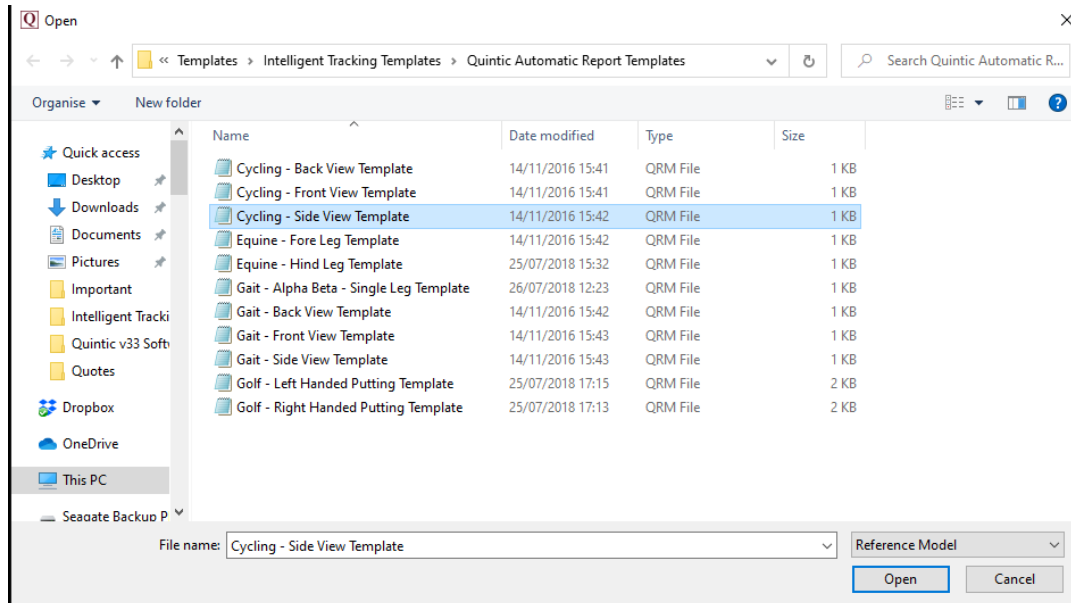 Q Open
« Templates › Intelligent Tracking Templates › Quintic Automatic Report Templates Search Quintic Automatic R...
Organise New folder ?
Name Date modified Type Size
Quick access
Desktop
Downloads
Documents
Pictures
Important
Intelligent Tracki
Quintic v33 Softv
Quotes
Dropbox
OneDrive
This PC
Seagate Backup P
Cycling - Back View Template 14/11/2016 15:41 QRM File 1 KB
Cycling - Front View Template 14/11/2016 15:41 QRM File 1 KB
Cycling - Side View Template 14/11/2016 15:42 QRM File 1 KB
Equine - Fore Leg Template 14/11/2016 15:42 QRM File 1 KB
Equine - Hind Leg Template 25/07/2018 15:32 QRM File 1 KB
Gait - Alpha Beta - Single Leg Template 26/07/2018 12:23 QRM File 1 KB
Gait - Back View Template 14/11/2016 15:42 QRM File 1 KB
Gait - Front View Template 14/11/2016 15:43 QRM File 1 KB
Gait - Side View Template 14/11/2016 15:43 QRM File 1 KB
Golf - Left Handed Putting Template 25/07/2018 17:15 QRM File 2 KB
Golf - Right Handed Putting Template 25/07/2018 17:13 QRM File 2 KB
File name: Cycling - Side View Template Reference Model
Open Cancel